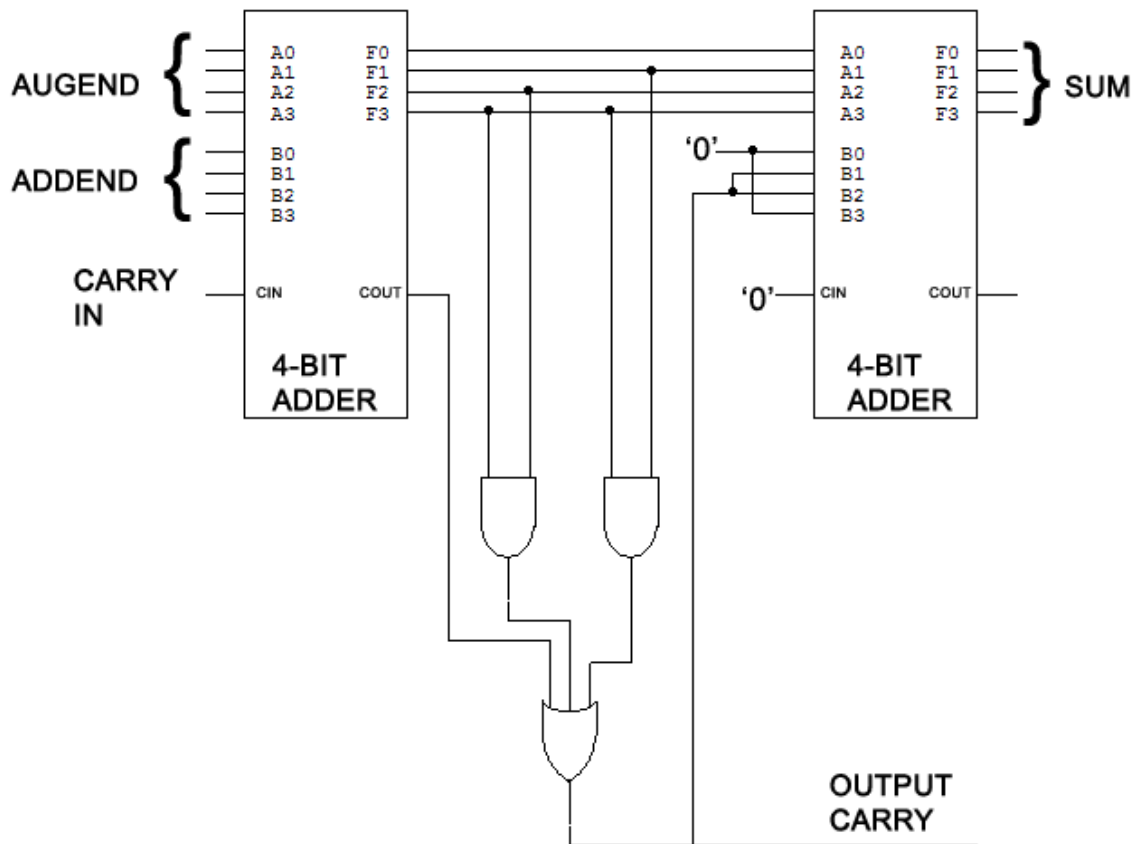 AUGEND {
A0 F0
A1 F1
A2 F2
A3 F3
ADDEND {
B0
B1
B2
B3
CARRY
IN
CIN COUT
4-BIT
ADDER
A0 F0
A1 F1
A2 F2
A3 F3
} SUM
'0'
B0
B1
B2
B3
'0'
CIN COUT
4-BIT
ADDER
OUTPUT
CARRY